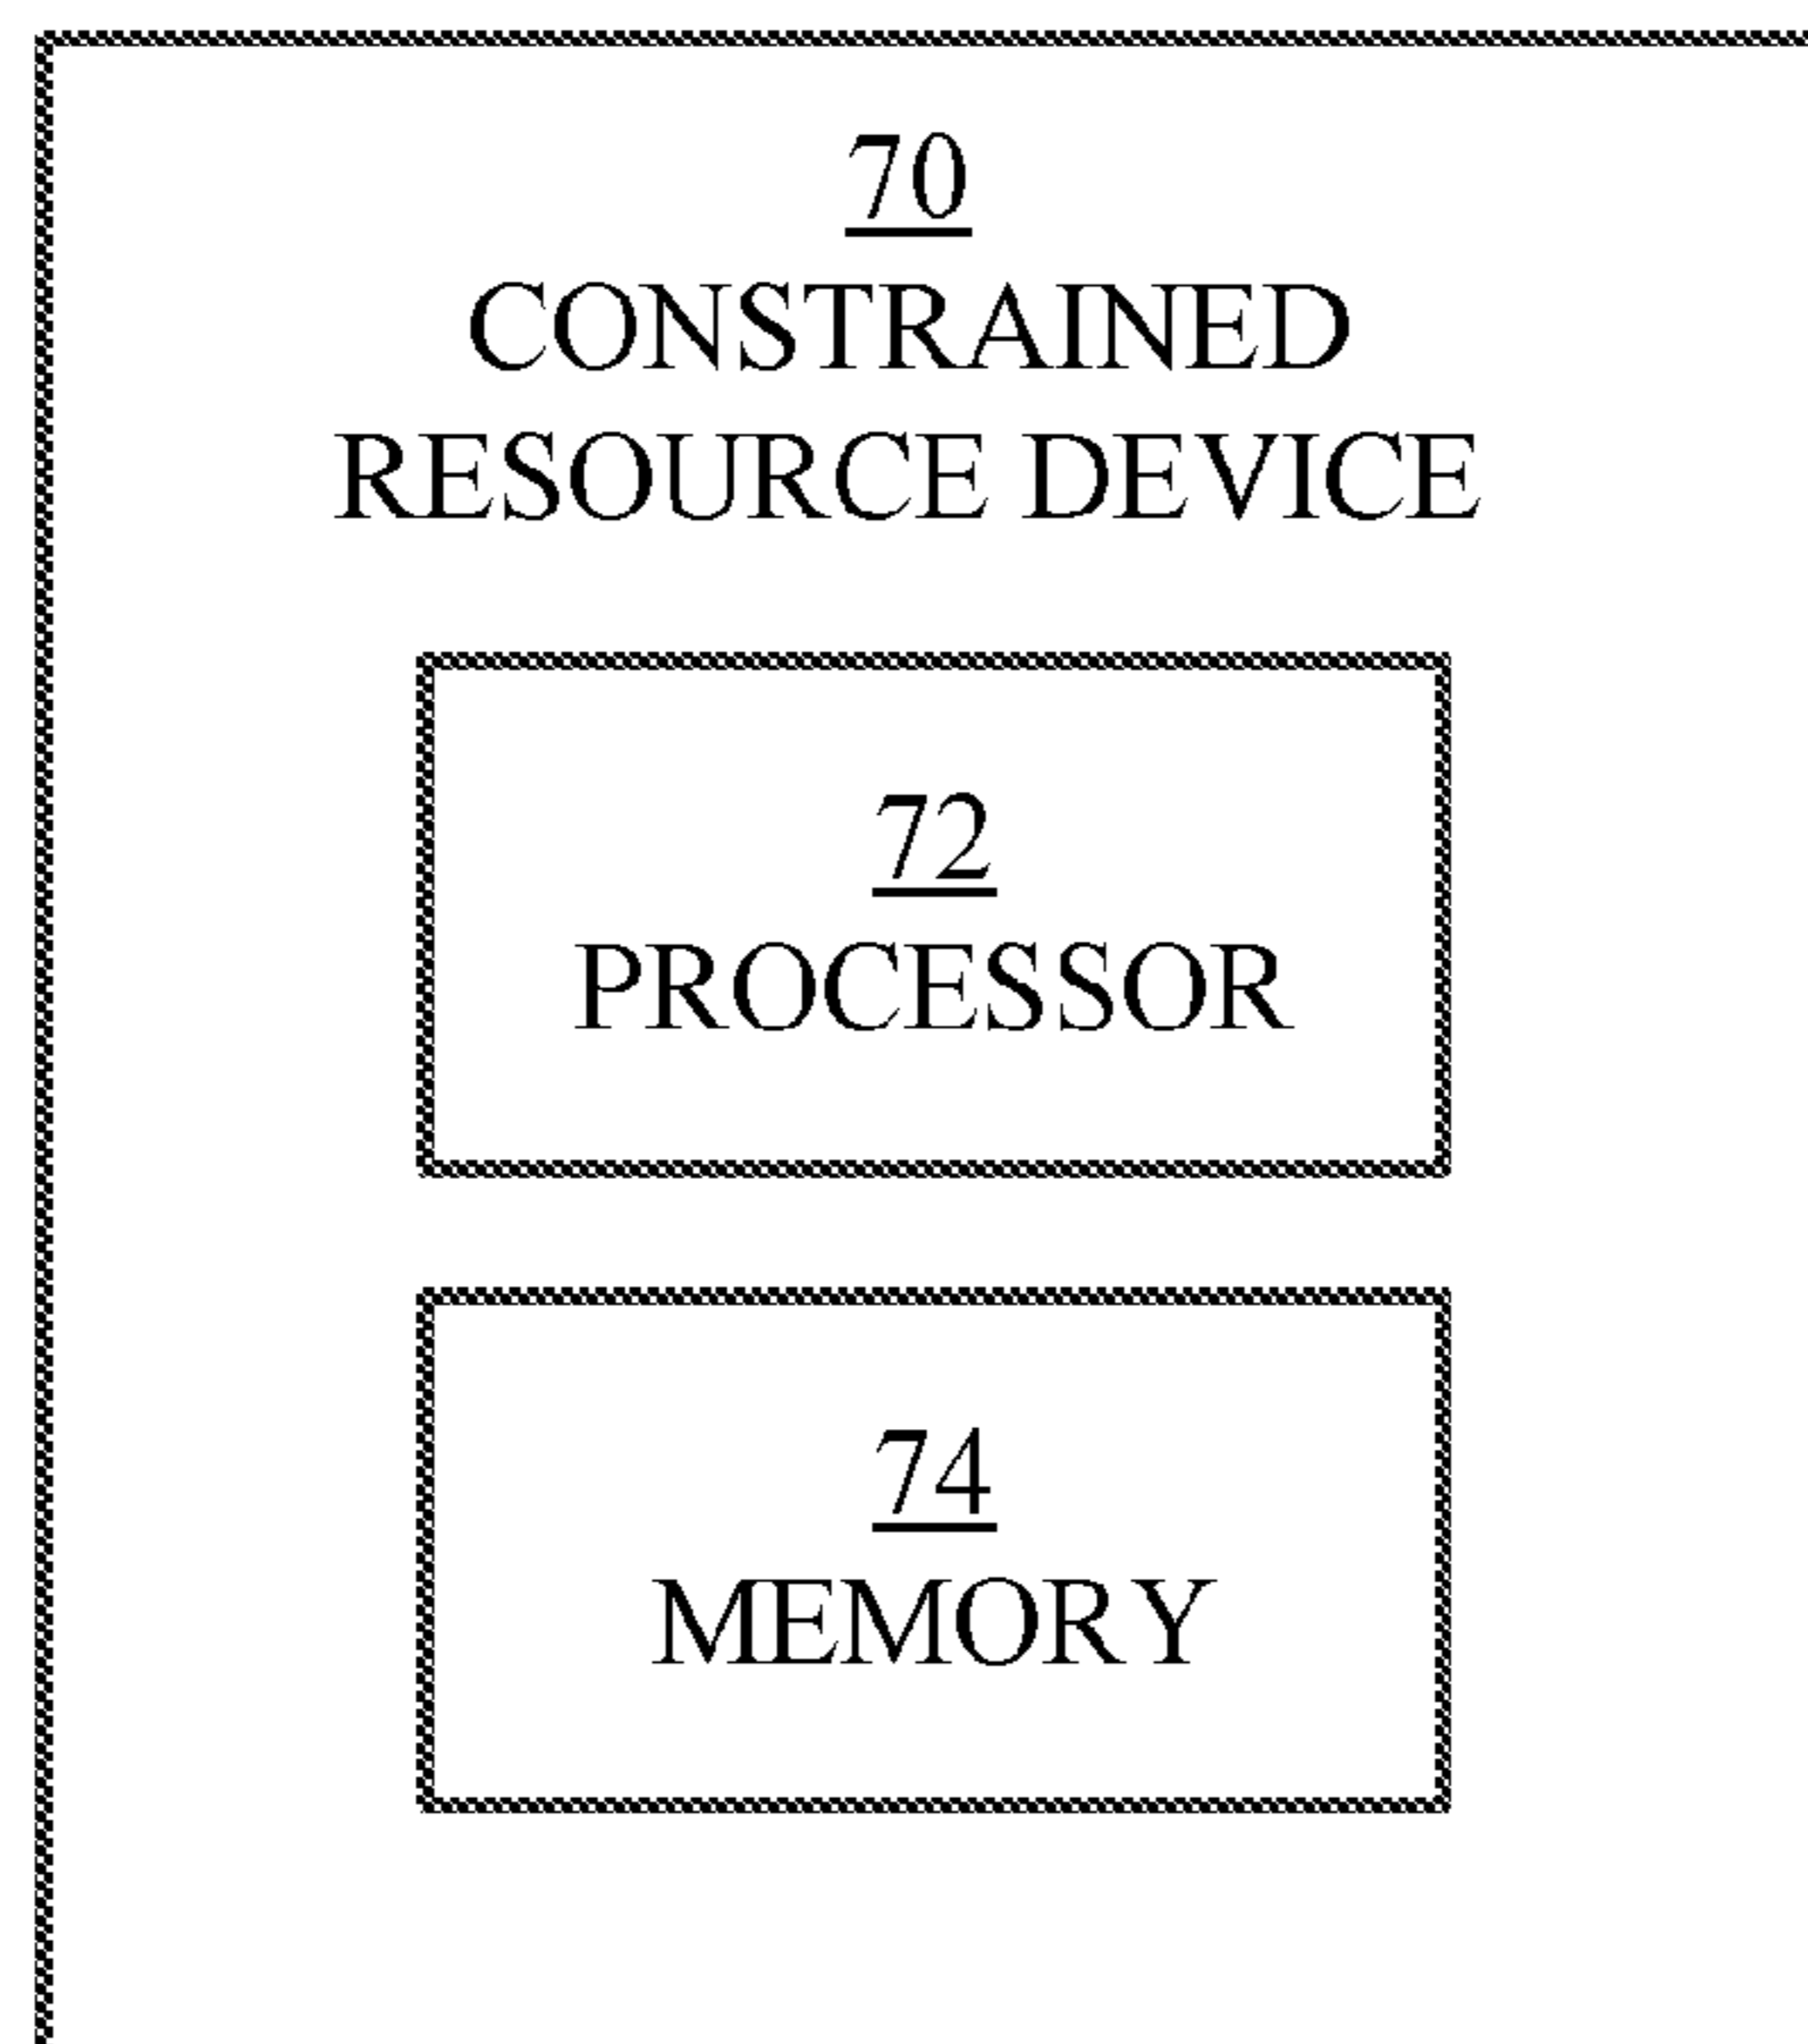 70
CONSTRAINED
RESOURCE DEVICE
72
PROCESSOR
74
MEMORY